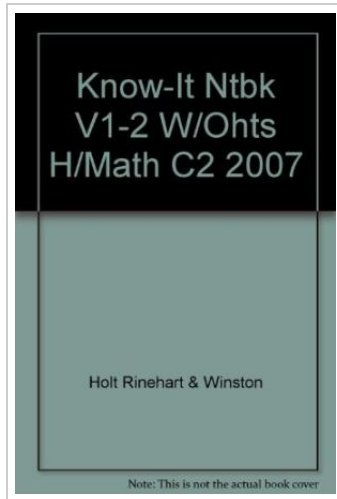 Know-It Ntbk
V1-2 W/Ohts
H/Math C2 2007
Holt Rinehart & Winston
Note: This is not the actual book cover